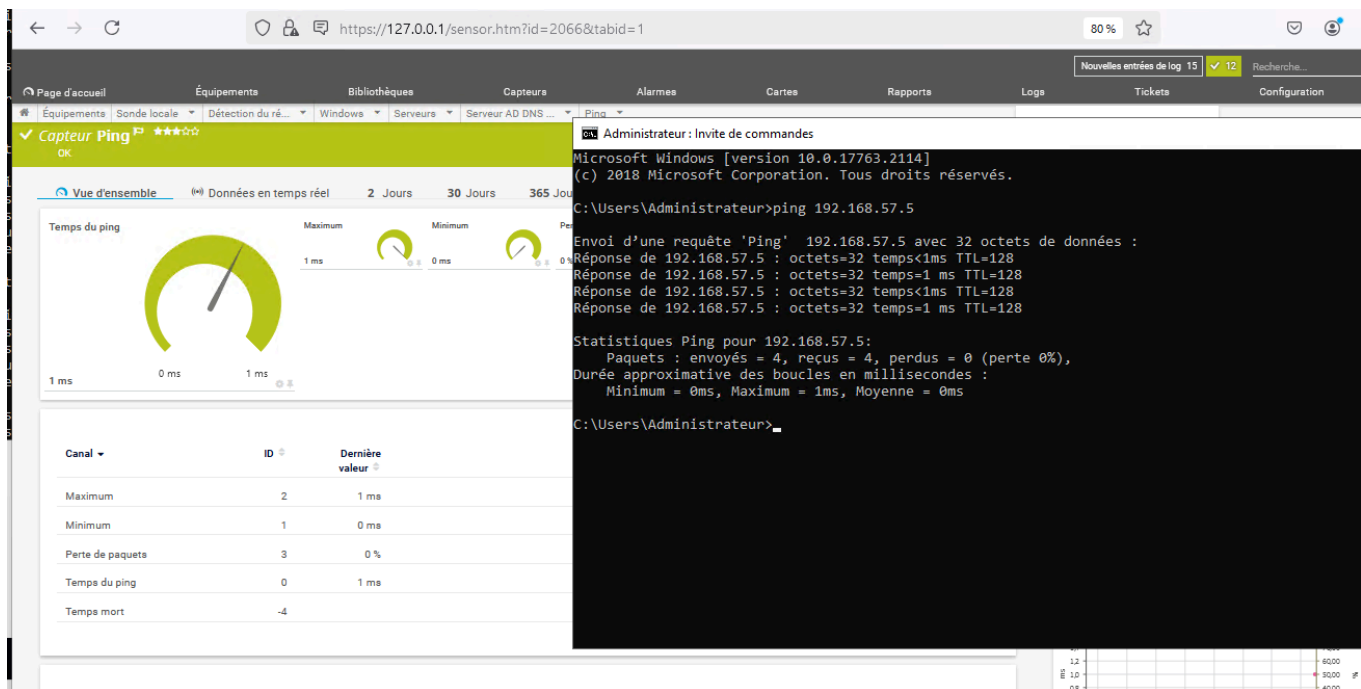 https://127.0.0.1/sensor.htm?id=2066&tabid=1
80 %
Nouvelles entrées de log 15
12
Recherche...
Page d'accueil Équipements Bibliothèques Capteurs Alarmes Cartes Rapports Logs Tickets Configuration
Équipements Sonde locale Détection du ré... Windows Serveurs Serveur AD DNS ... Ping
Capteur Ping
OK
Vue d'ensemble Données en temps réel 2 Jours 30 Jours 365 Jou
Temps du ping
Maximum
1 ms
Minimum
0 ms
Per
0 %
0 ms 1 ms
1 ms
Canal ID Dernière valeur
Maximum 2 1 ms
Minimum 1 0 ms
Perte de paquets 3 0 %
Temps du ping 0 1 ms
Temps mort -4
Administrateur : Invite de commandes
Microsoft Windows [version 10.0.17763.2114]
(c) 2018 Microsoft Corporation. Tous droits réservés.
C:\Users\Administrateur>ping 192.168.57.5
Envoi d’une requête 'Ping'  192.168.57.5 avec 32 octets de données :
Réponse de 192.168.57.5 : octets=32 temps<1ms TTL=128
Réponse de 192.168.57.5 : octets=32 temps=1 ms TTL=128
Réponse de 192.168.57.5 : octets=32 temps<1ms TTL=128
Réponse de 192.168.57.5 : octets=32 temps=1 ms TTL=128
Statistiques Ping pour 192.168.57.5:
Paquets : envoyés = 4, reçus = 4, perdus = 0 (perte 0%),
Durée approximative des boucles en millisecondes :
Minimum = 0ms, Maximum = 1ms, Moyenne = 0ms
C:\Users\Administrateur>
1,2 60,00
ms 1,0 50,00 %